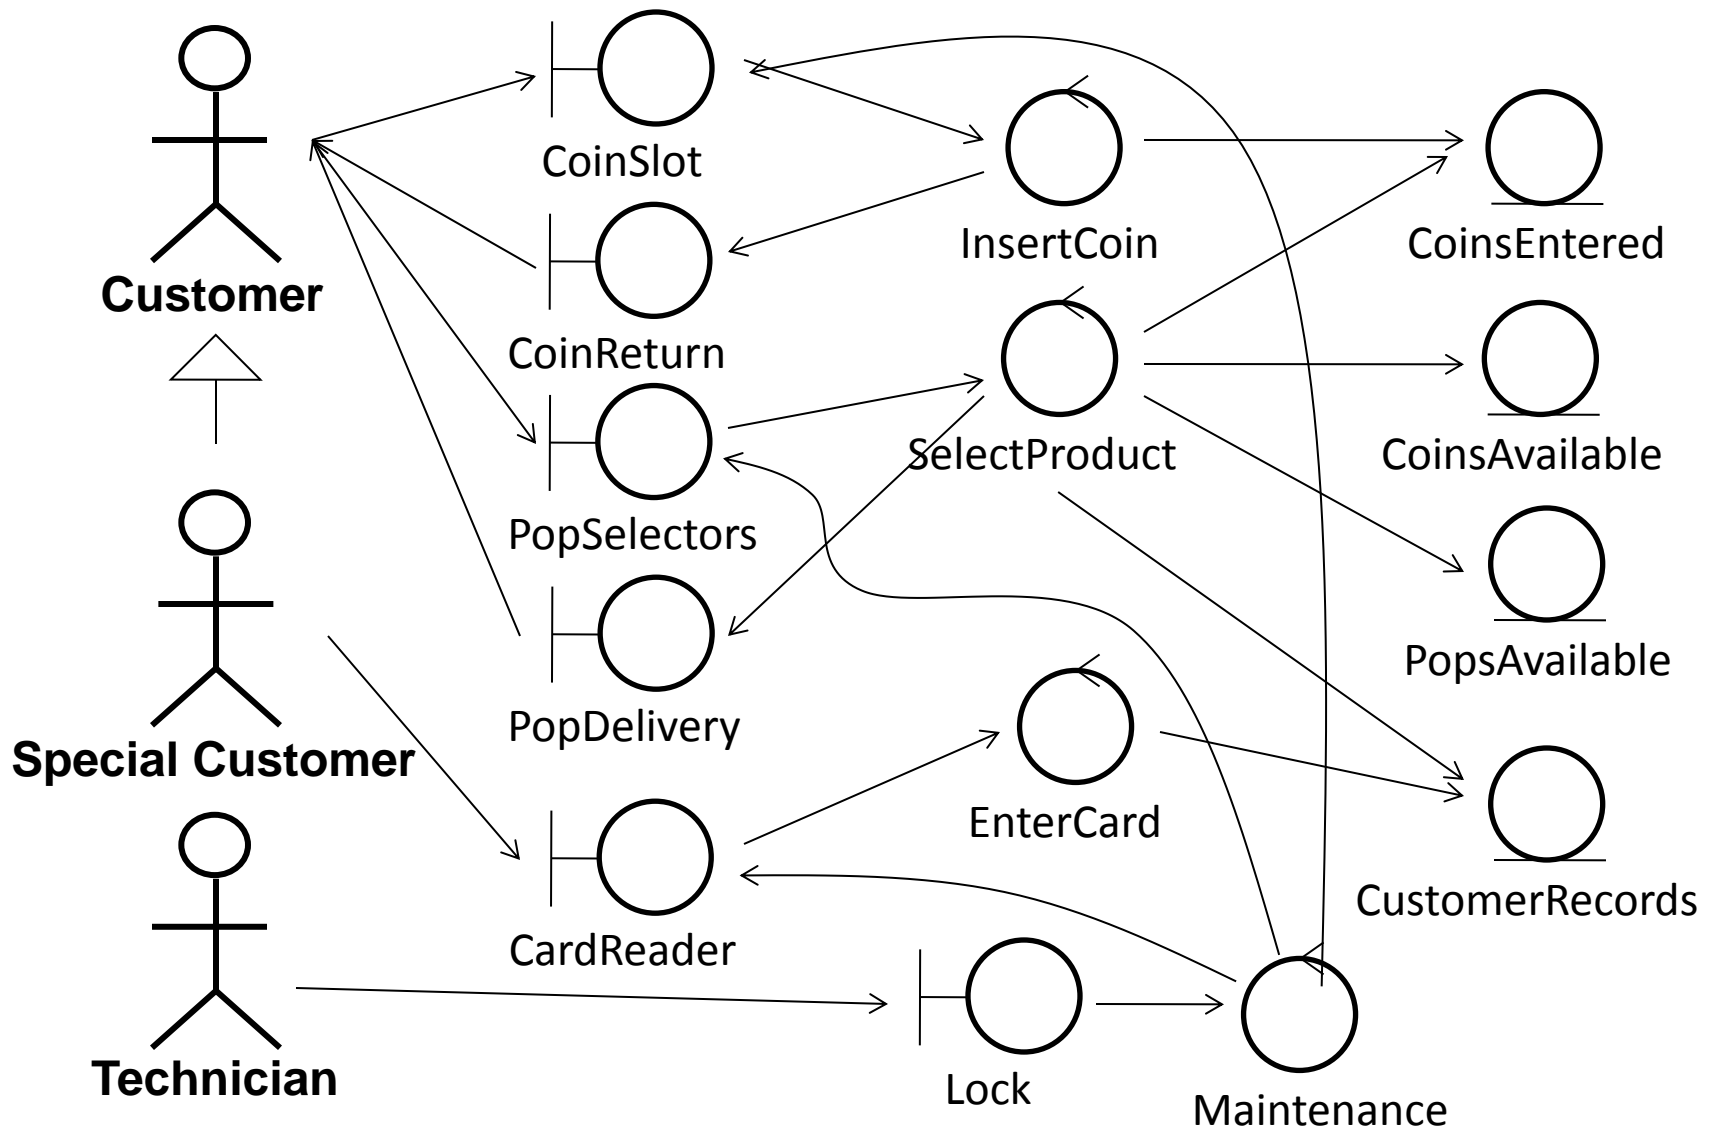 CoinSlot
InsertCoin
CoinsEntered
Customer
CoinReturn
SelectProduct
CoinsAvailable
PopSelectors
PopsAvailable
PopDelivery
Special Customer
EnterCard
CustomerRecords
CardReader
Technician
Lock
Maintenance